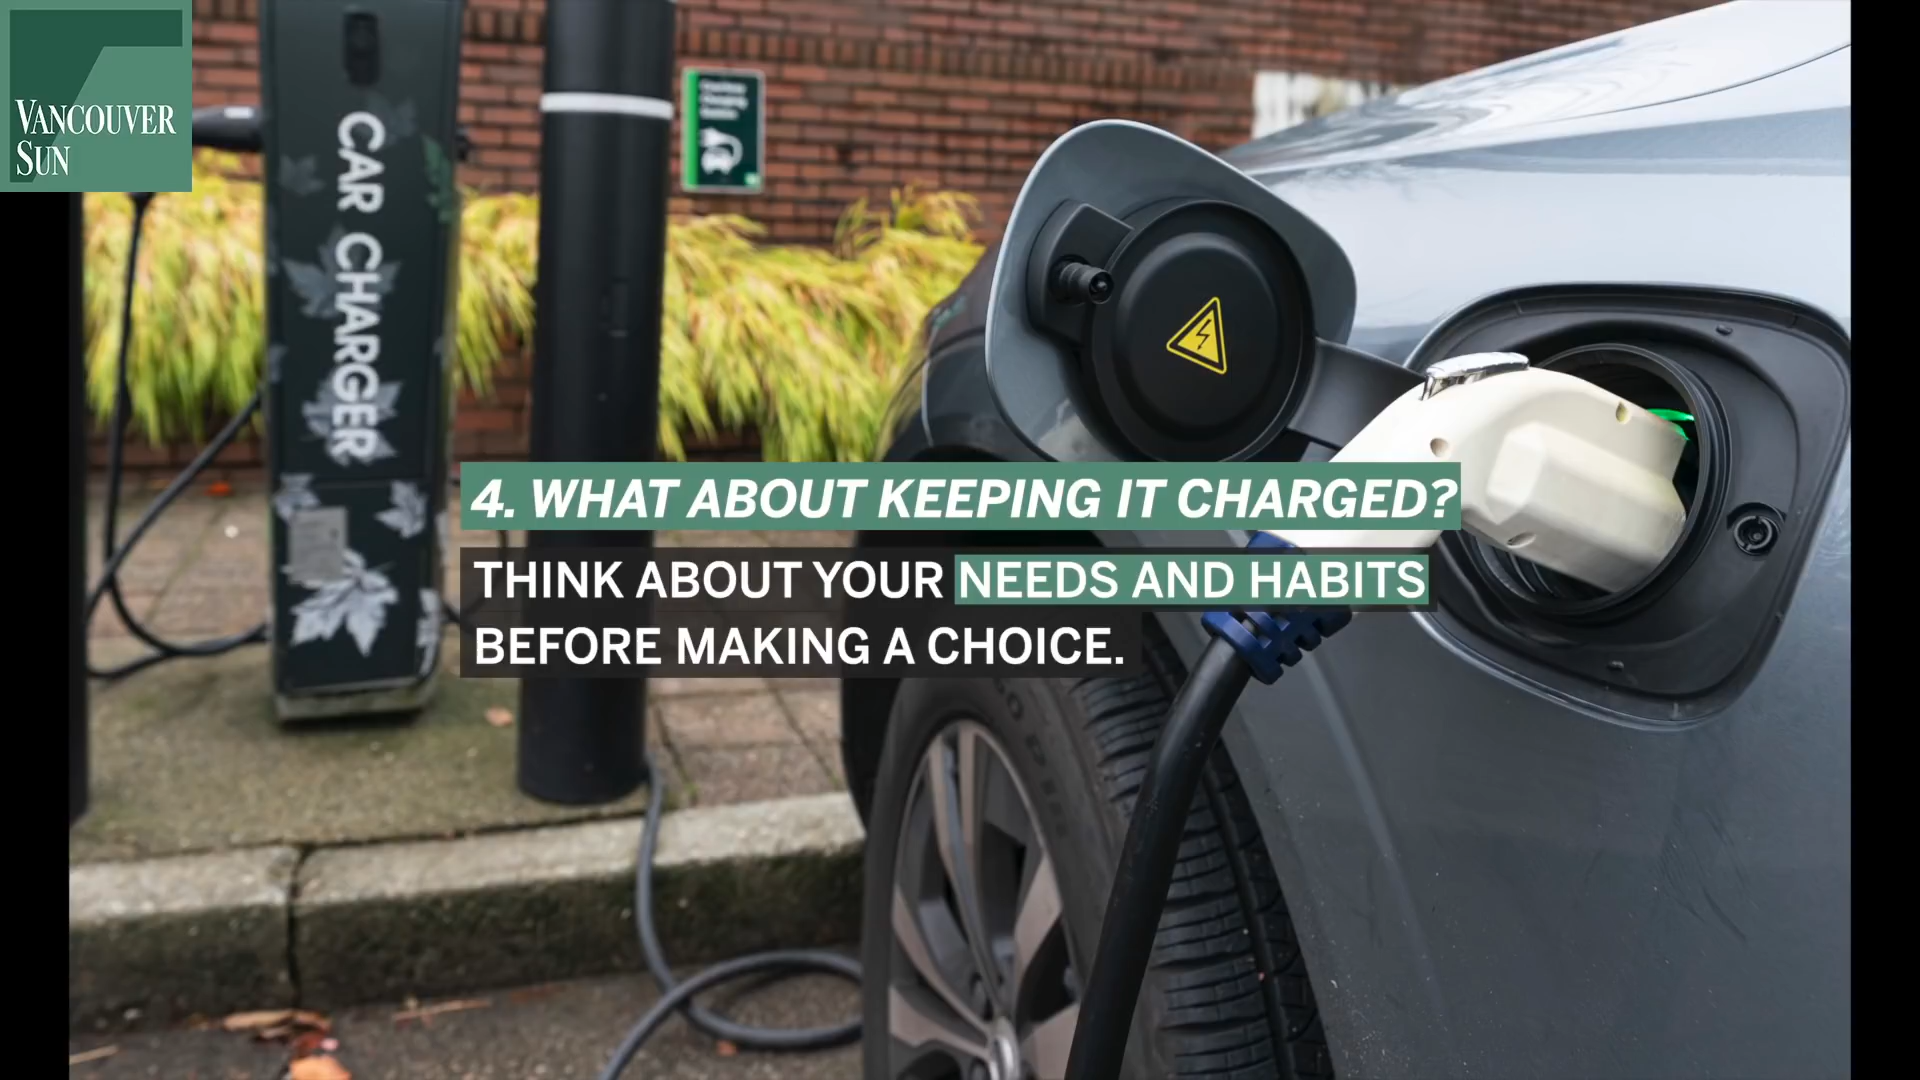 VANCOUVER
SUN
CAR CHARGER
4. WHAT ABOUT KEEPING IT CHARGED?
THINK ABOUT YOUR NEEDS AND HABITS
BEFORE MAKING A CHOICE.